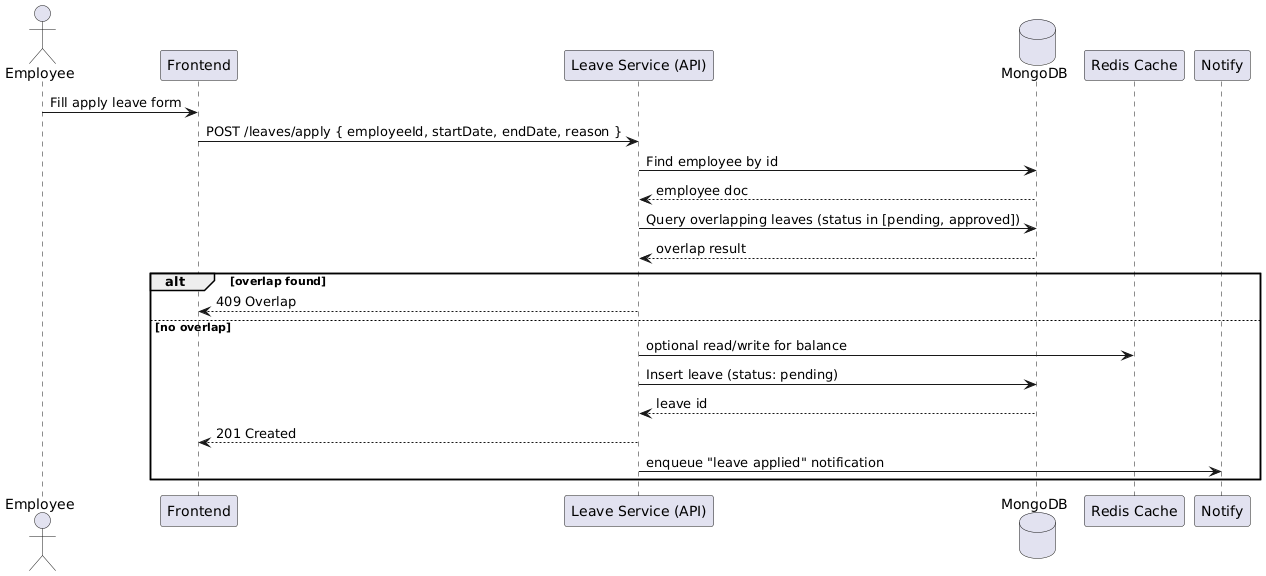 Employee
Frontend
Leave Service (API)
MongoDB
Redis Cache
Notify
Fill apply leave form
POST /leaves/apply { employeeId, startDate, endDate, reason }
Find employee by id
employee doc
Query overlapping leaves (status in [pending, approved])
overlap result
alt [overlap found]
409 Overlap
[no overlap]
optional read/write for balance
Insert leave (status: pending)
leave id
201 Created
enqueue "leave applied" notification
Employee
Frontend
Leave Service (API)
MongoDB
Redis Cache
Notify